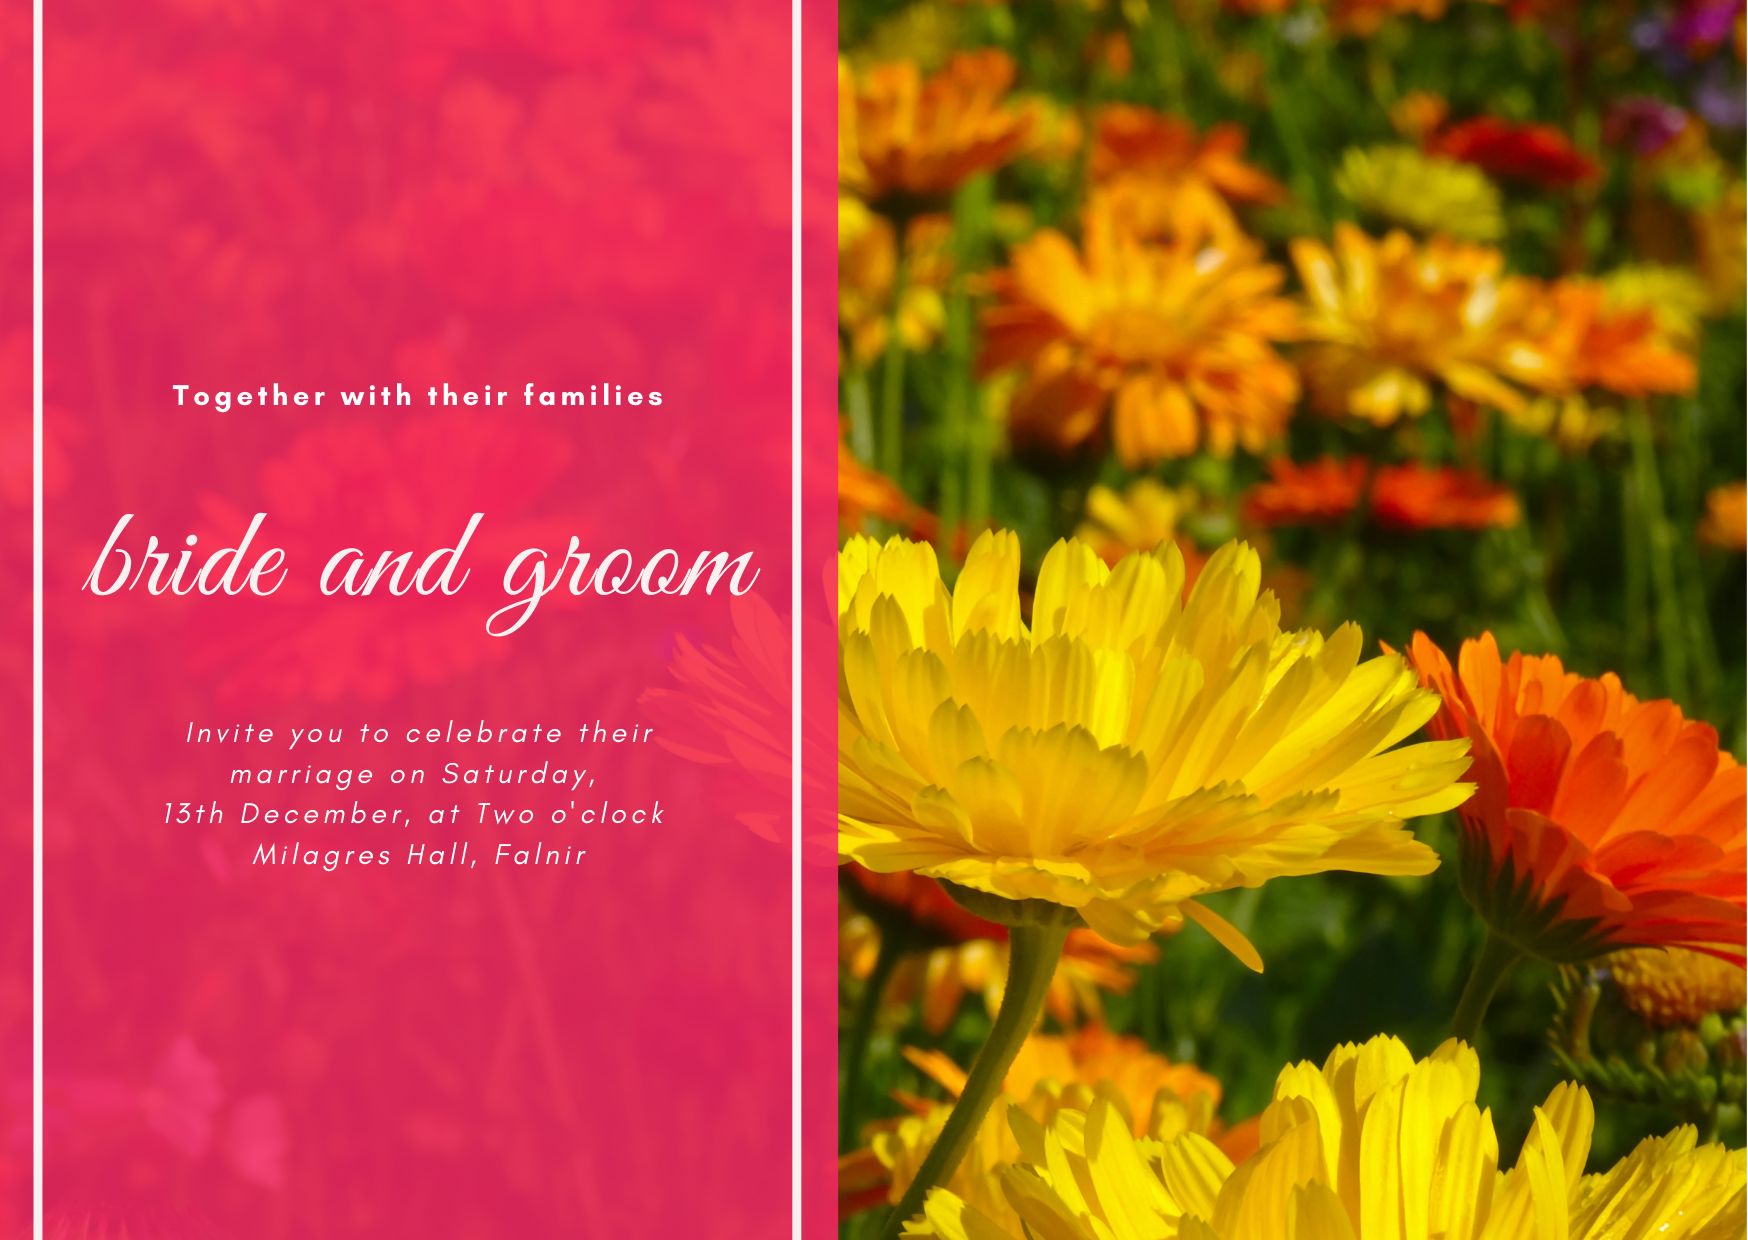 Together with their families
bride and groom
Invite you to celebrate their
marriage on Saturday,
13th December, at Two o'clock
Milagres Hall, Falnir